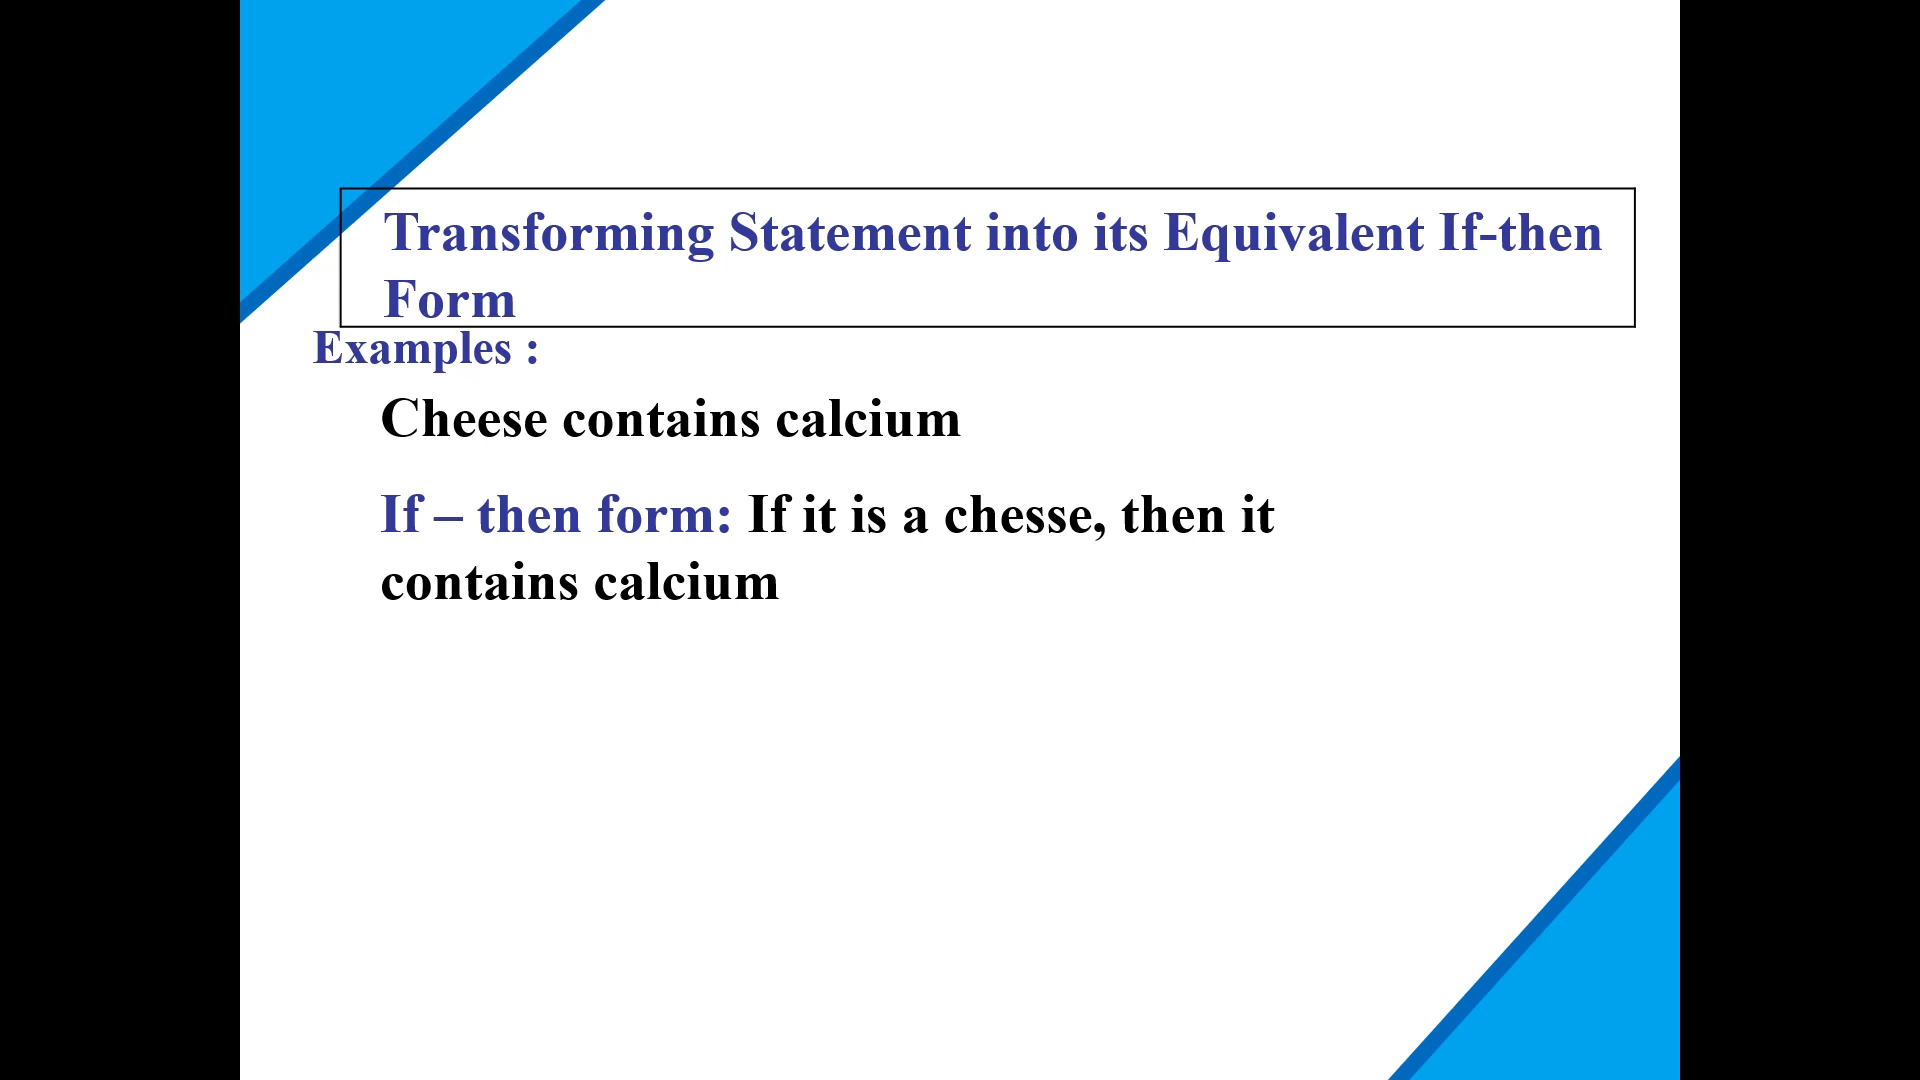 Transforming Statement into its Equivalent If-then
Form
Examples :
Cheese contains calcium
If – then form: If it is a chesse, then it
contains calcium